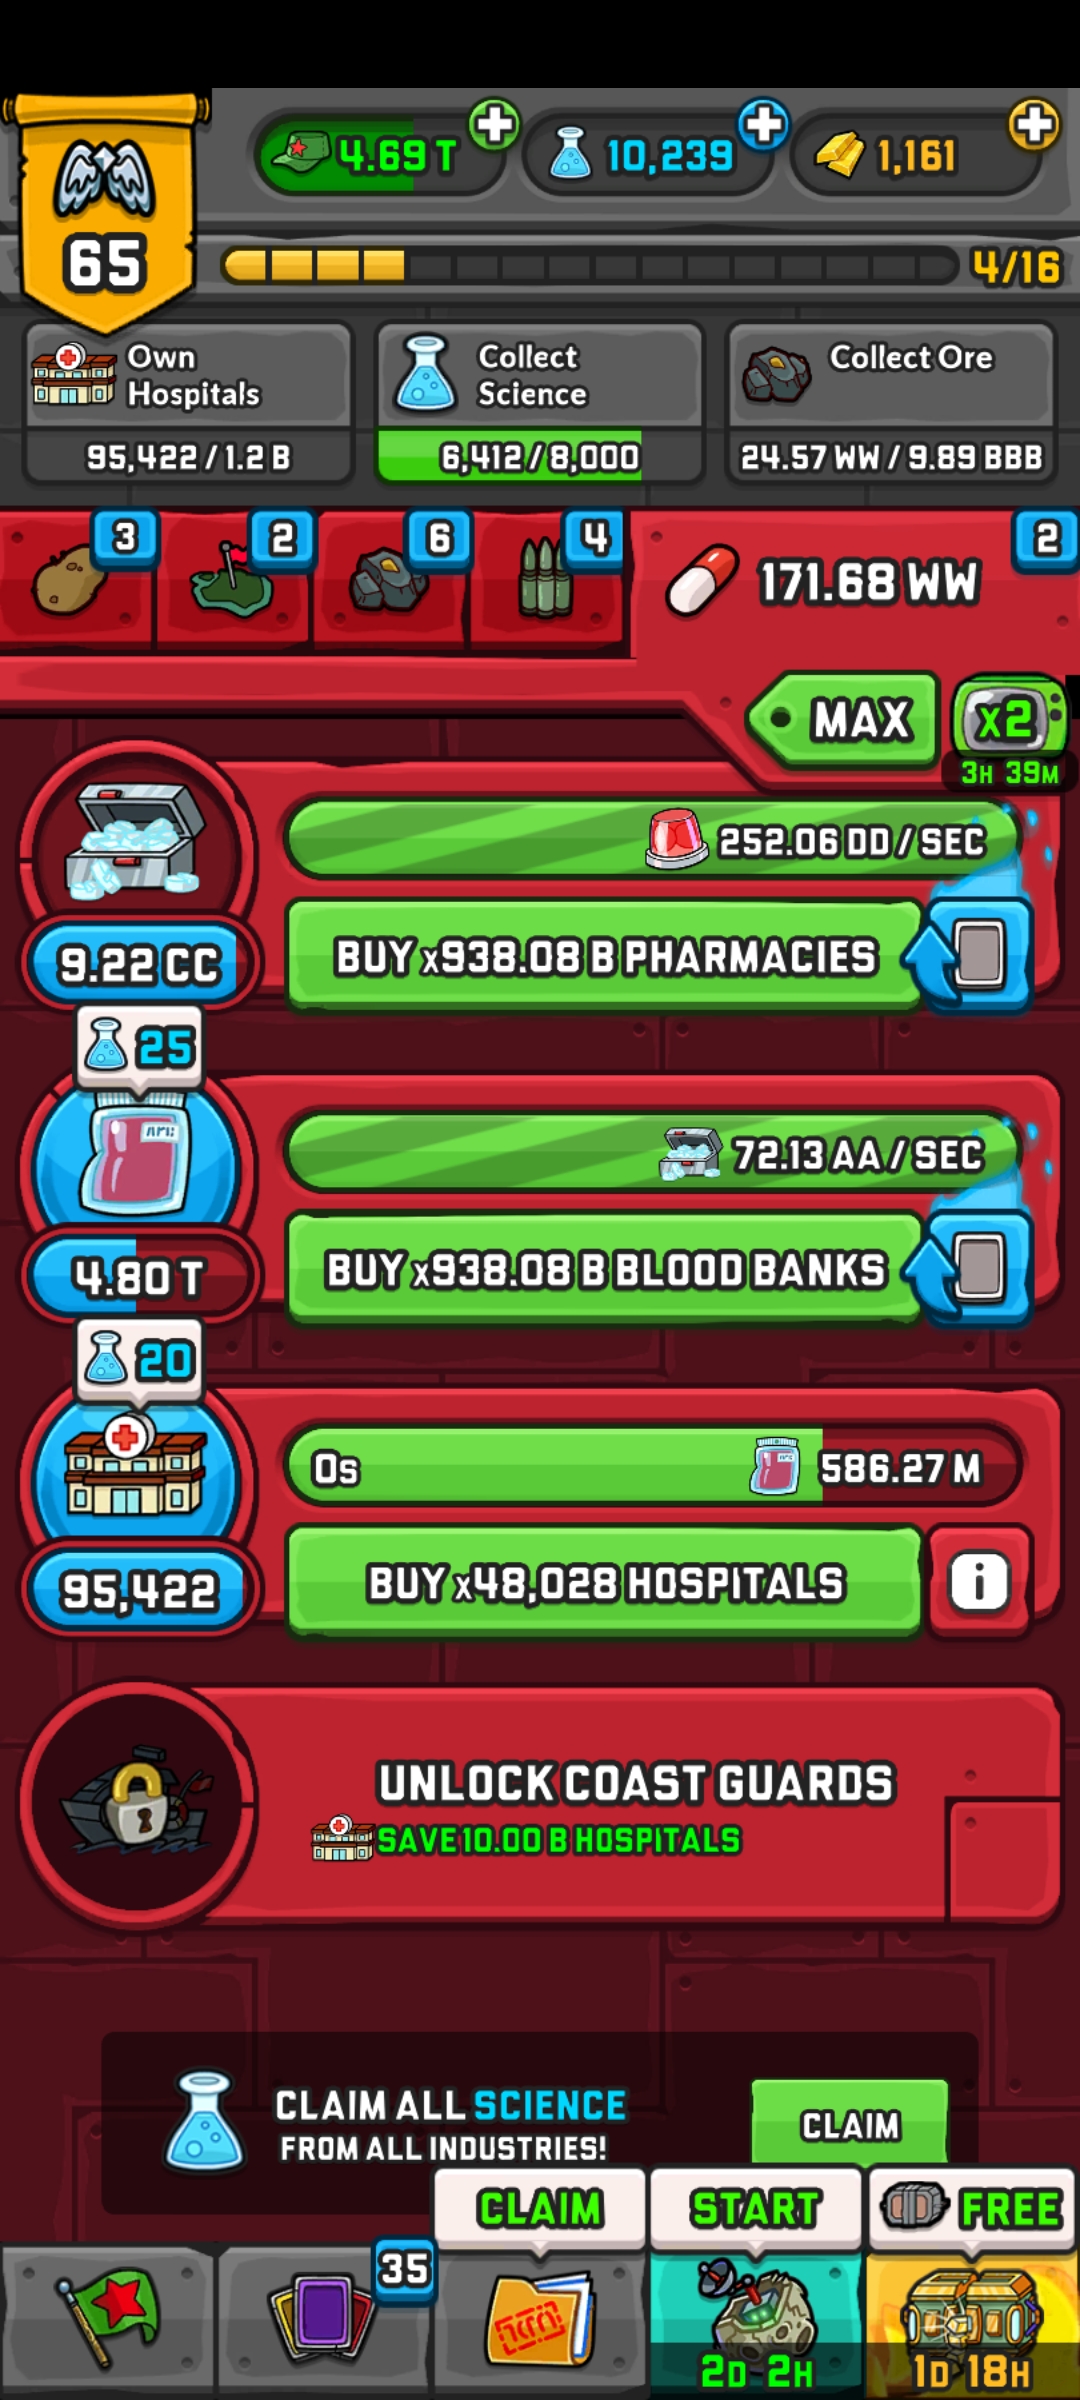 4.69 T
10,239
1,161
65
4/16
Own
Hospitals
95,422 / 1.2 B
Collect
Science
6,412 / 8,000
Collect Ore
24.57 WW / 9.89 BBB
3
2
6
4
2
171.68 WW
MAX
x2
3H 39M
252.06 DD / SEC
9.22 CC
BUY x938.08 B PHARMACIES
25
72.13 AA / SEC
4.80 T
BUY x938.08 B BLOOD BANKS
20
0s
586.27 M
95,422
BUY x48,028 HOSPITALS
i
UNLOCK COAST GUARDS
SAVE 10.00 B HOSPITALS
CLAIM ALL SCIENCE
FROM ALL INDUSTRIES!
CLAIM
CLAIM
START
FREE
35
2D 2H
1D 18H